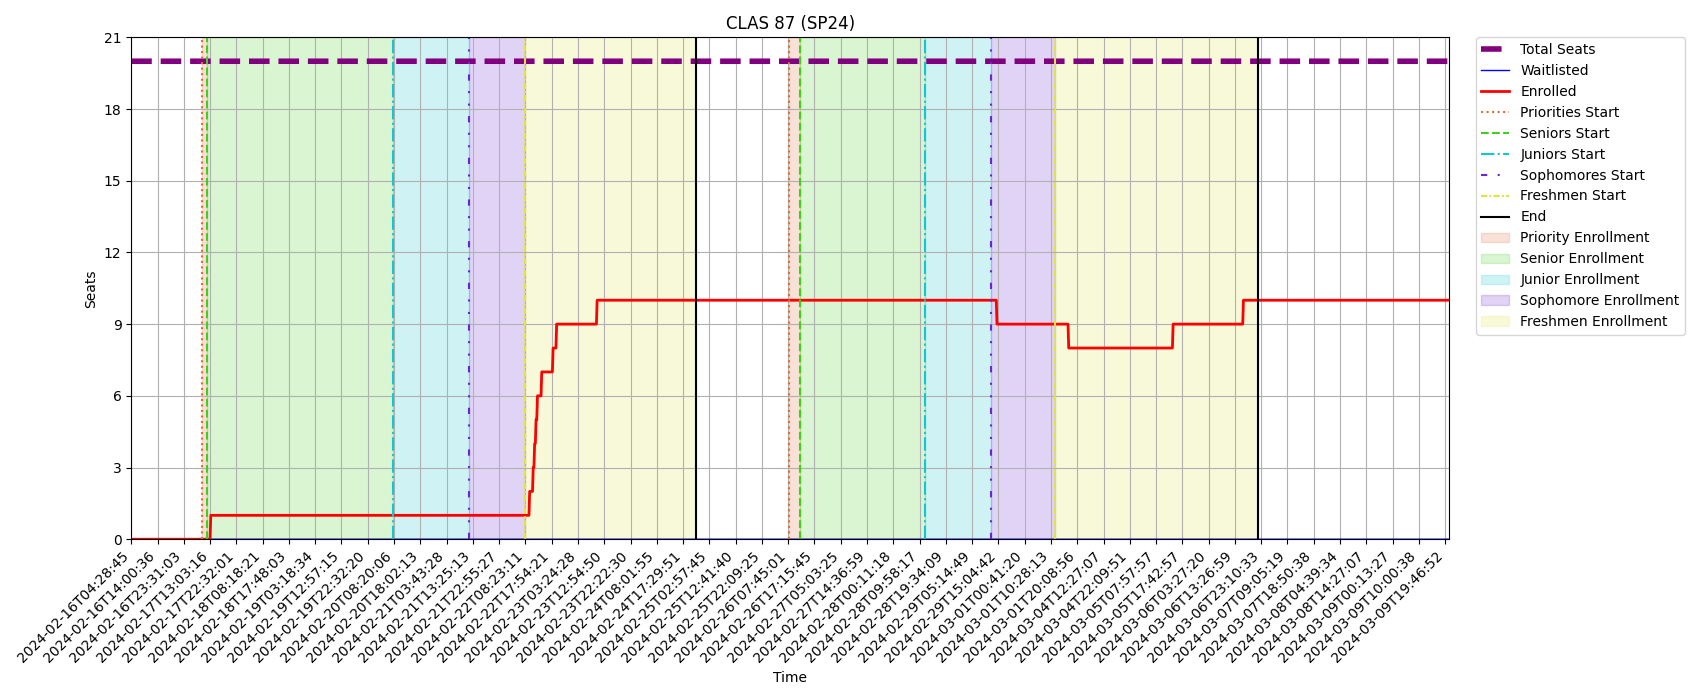 CLAS 87 (SP24)
Seats
21
18
15
12
9
6
3
0
2024-02-16T04:28:45
2024-02-16T14:00:36
2024-02-16T23:31:03
2024-02-17T13:03:16
2024-02-17T22:32:01
2024-02-18T08:18:21
2024-02-18T17:48:03
2024-02-19T03:18:34
2024-02-19T12:57:15
2024-02-19T22:32:20
2024-02-20T08:20:06
2024-02-20T18:02:13
2024-02-21T03:43:28
2024-02-21T13:25:13
2024-02-21T22:55:27
2024-02-22T08:23:11
2024-02-22T17:54:21
2024-02-23T03:24:28
2024-02-23T12:54:50
2024-02-23T22:22:30
2024-02-24T08:01:55
2024-02-24T17:29:51
2024-02-25T02:57:45
2024-02-25T12:41:40
2024-02-25T22:09:25
2024-02-26T07:45:01
2024-02-26T17:15:45
2024-02-27T05:03:25
2024-02-27T14:36:59
2024-02-28T00:11:18
2024-02-28T09:58:17
2024-02-28T19:34:09
2024-02-29T05:14:49
2024-02-29T15:04:42
2024-03-01T00:41:20
2024-03-01T10:28:13
2024-03-01T20:08:56
2024-03-04T12:27:07
2024-03-04T22:09:51
2024-03-05T07:57:57
2024-03-05T17:42:57
2024-03-06T03:27:20
2024-03-06T13:26:59
2024-03-06T23:10:33
2024-03-07T09:05:19
2024-03-07T18:50:38
2024-03-08T04:39:34
2024-03-08T14:27:07
2024-03-09T00:13:27
2024-03-09T10:00:38
2024-03-09T19:46:52
Time
Total Seats
Waitlisted
Enrolled
Priorities Start
Seniors Start
Juniors Start
Sophomores Start
Freshmen Start
End
Priority Enrollment
Senior Enrollment
Junior Enrollment
Sophomore Enrollment
Freshmen Enrollment